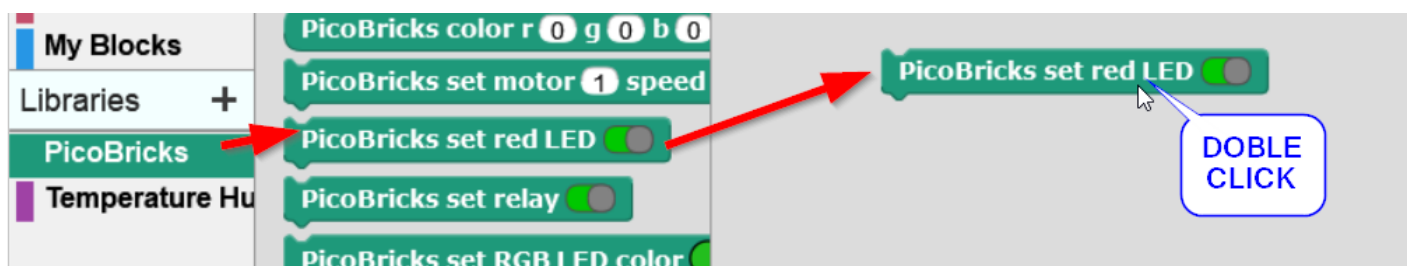 My Blocks
Libraries +
PicoBricks
Temperature Hu
PicoBricks color r 0 g 0 b 0
PicoBricks set motor 1 speed
PicoBricks set red LED
PicoBricks set relay
PicoBricks set RGB LED color
PicoBricks set red LED
DOBLE
CLICK